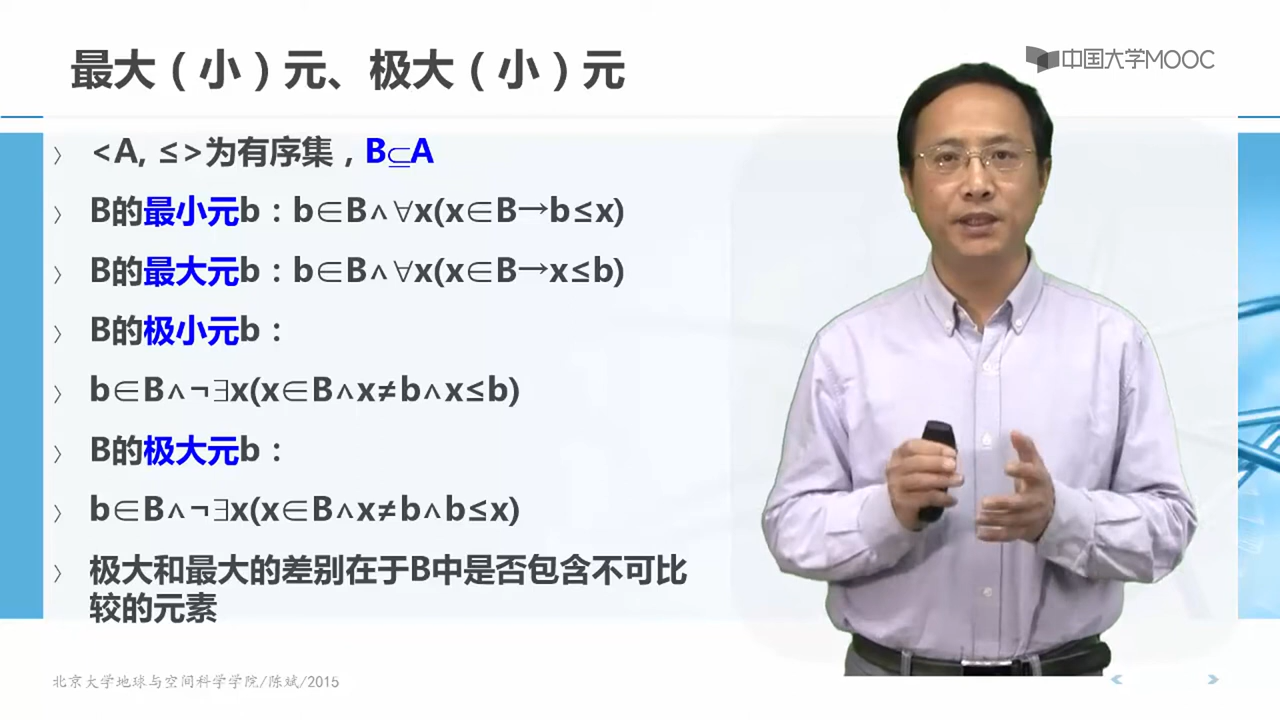 最大（小）元、极大（小）元
中国大学MOOC
〉 <A, ≤>为有序集，B⊆A
〉 B的最小元b：b∈B∧∀x(x∈B→b≤x)
〉 B的最大元b：b∈B∧∀x(x∈B→x≤b)
〉 B的极小元b：
〉 b∈B∧¬∃x(x∈B∧x≠b∧x≤b)
〉 B的极大元b：
〉 b∈B∧¬∃x(x∈B∧x≠b∧b≤x)
〉 极大和最大的差别在于B中是否包含不可比
较的元素
北京大学地球与空间科学学院/陈斌/2015